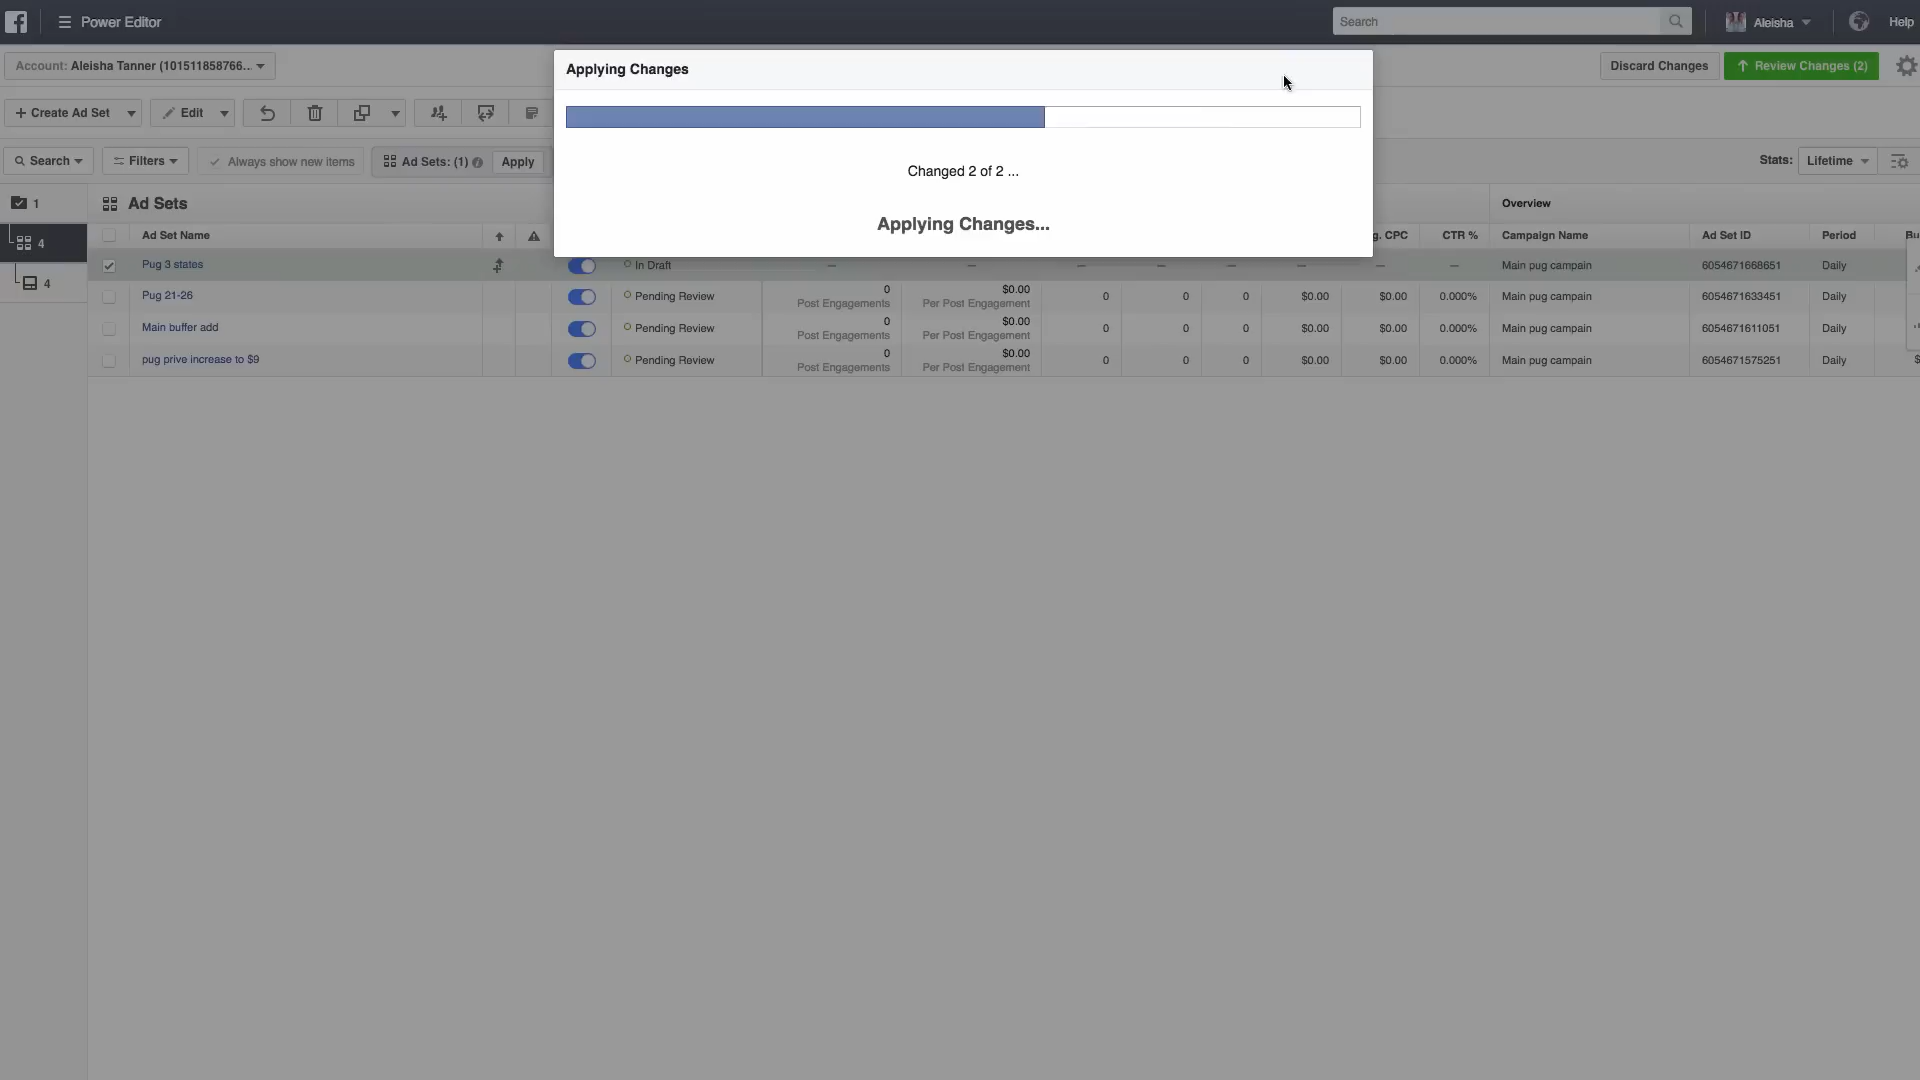 Power Editor
Search
Aleisha
Help
Account: Aleisha Tanner (101511858766...
Discard Changes
Review Changes (2)
Applying Changes
+ Create Ad Set
Edit
Changed 2 of 2 ...
Applying Changes...
Search
Filters
Always show new items
Ad Sets: (1)
Apply
Stats:
Lifetime
1
Ad Sets
Overview
4
Ad Set Name
CPC
CTR %
Campaign Name
Ad Set ID
Period
4
Pug 3 states
In Draft
— — — — — — — —
Main pug campain
6054671668651
Daily
Pug 21-26
Pending Review
0
Post Engagements
$0.00
Per Post Engagement
0 0 0 $0.00 $0.00 0.000%
Main pug campain
6054671633451
Daily
Main buffer add
Pending Review
0
Post Engagements
$0.00
Per Post Engagement
0 0 0 $0.00 $0.00 0.000%
Main pug campain
6054671611051
Daily
pug prive increase to $9
Pending Review
0
Post Engagements
$0.00
Per Post Engagement
0 0 0 $0.00 $0.00 0.000%
Main pug campain
6054671575251
Daily